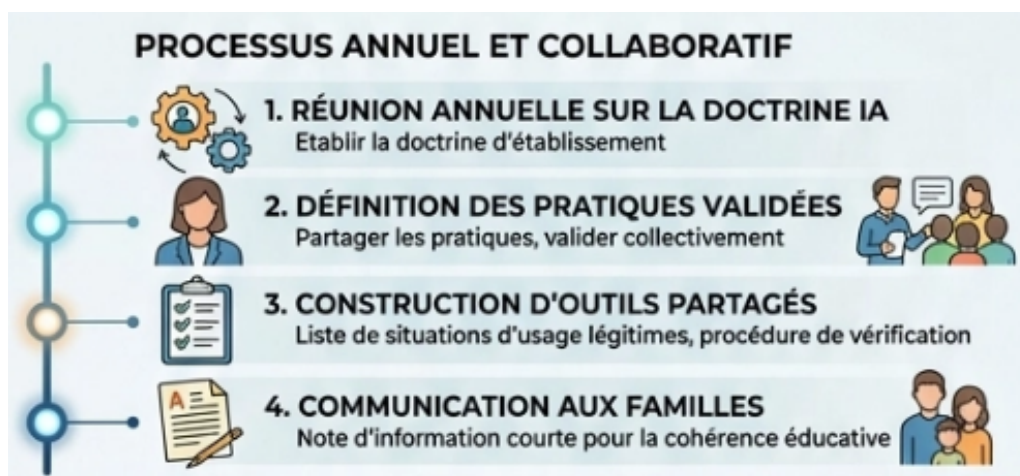 PROCESSUS ANNUEL ET COLLABORATIF
1. RÉUNION ANNUELLE SUR LA DOCTRINE IA
Etablir la doctrine d'établissement
2. DÉFINITION DES PRATIQUES VALIDÉES
Partager les pratiques, valider collectivement
3. CONSTRUCTION D'OUTILS PARTAGÉS
Liste de situations d'usage légitimes, procédure de vérification
A
4. COMMUNICATION AUX FAMILLES
Note d'information courte pour la cohérence éducative